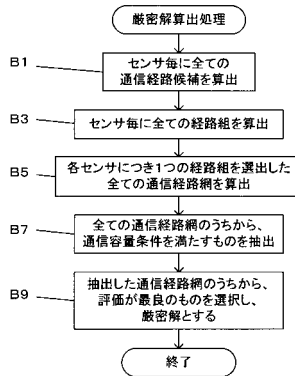 厳密解算出処理
B1
センサ毎に全ての
通信経路候補を算出
B3
センサ毎に全ての経路組を算出
B5
各センサにつき1つの経路組を選出した
全ての通信経路網を算出
B7
全ての通信経路網のうちから、
通信容量条件を満たすものを抽出
B9
抽出した通信経路網のうちから、
評価が最良のものを選択し、
厳密解とする
終了